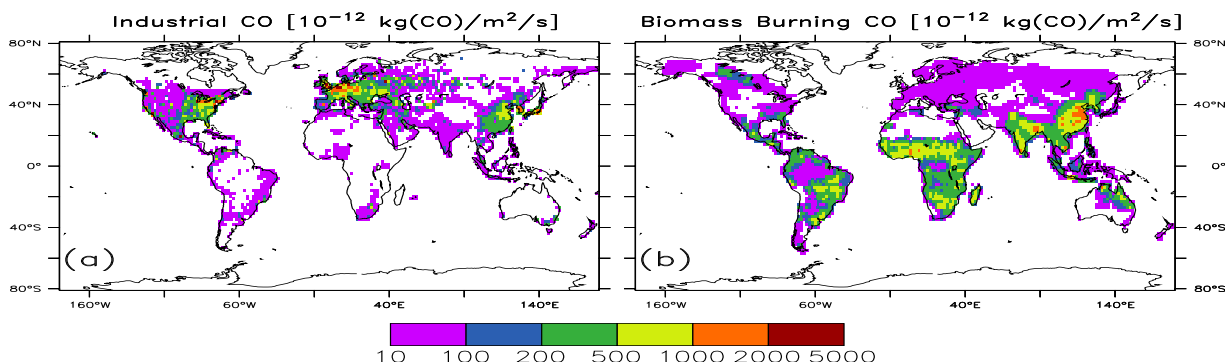 Industrial CO [10⁻¹² kg(CO)/m²/s]
Biomass Burning CO [10⁻¹² kg(CO)/m²/s]
80°N
80°N
40°N
40°N
0°
0°
40°S
40°S
(a)
(b)
80°S
80°S
160°W 60°W 40°E 140°E
160°W 60°W 40°E 140°E
10 100 200 500 1000 2000 5000